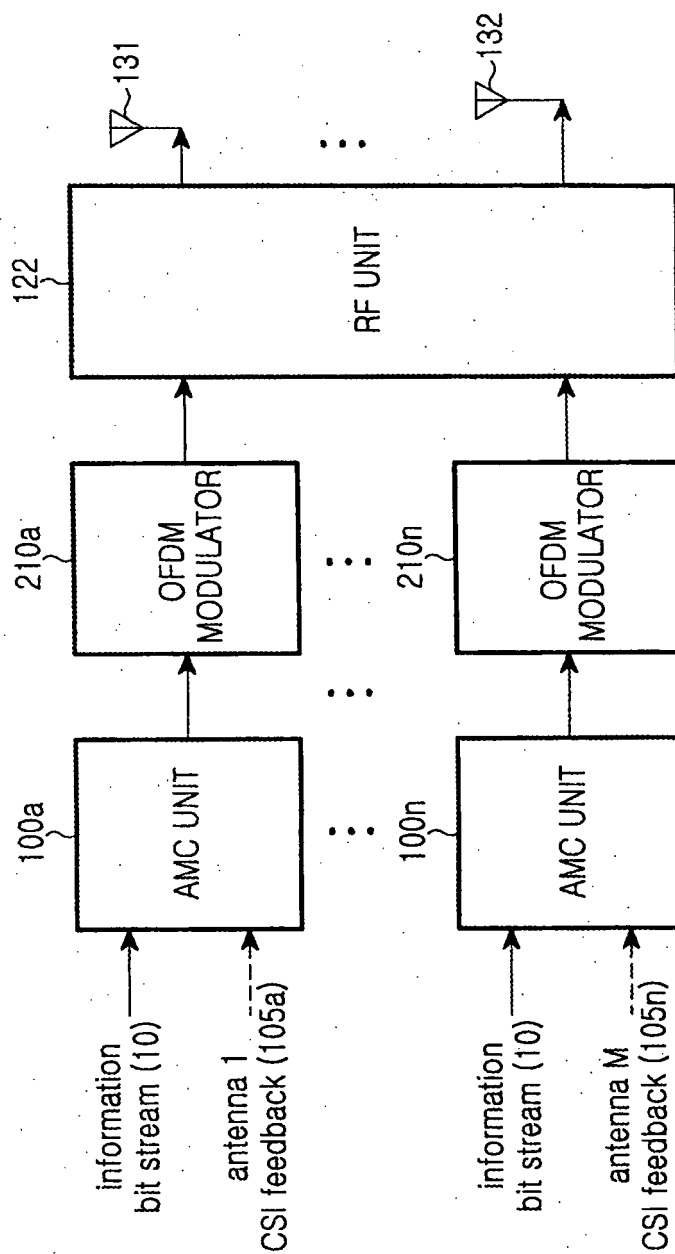 information
bit stream (10)
antenna 1
CSI feedback (105a)
100a
AMC UNIT
210a
OFDM
MODULATOR
122
RF UNIT
131
132
information
bit stream (10)
antenna M
CSI feedback (105n)
100n
AMC UNIT
210n
OFDM
MODULATOR